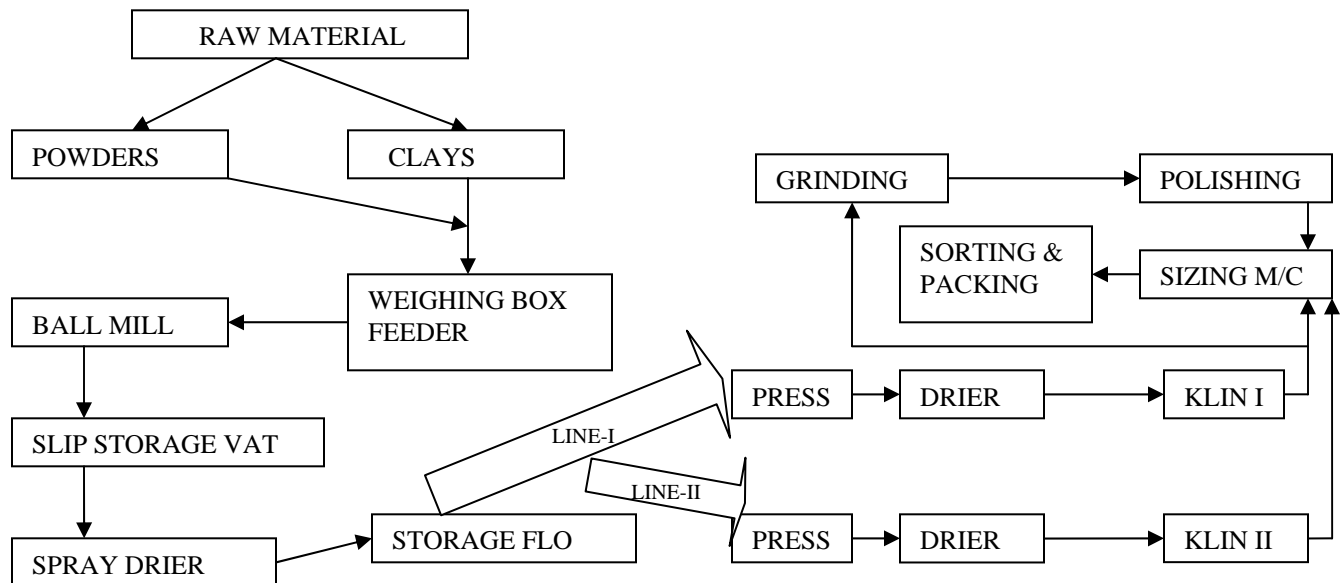 RAW MATERIAL
POWDERS
CLAYS
GRINDING
POLISHING
SORTING &
PACKING
SIZING M/C
WEIGHING BOX
FEEDER
BALL MILL
PRESS
DRIER
KLIN I
SLIP STORAGE VAT
LINE-I
LINE-II
STORAGE FLO
PRESS
DRIER
KLIN II
SPRAY DRIER